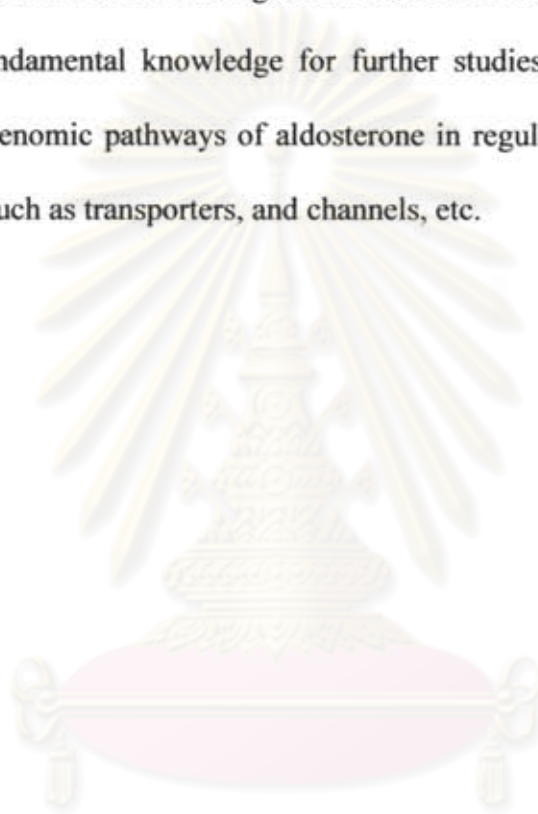 ndamental knowledge for further studies
enomic pathways of aldosterone in regul
uch as transporters, and channels, etc.